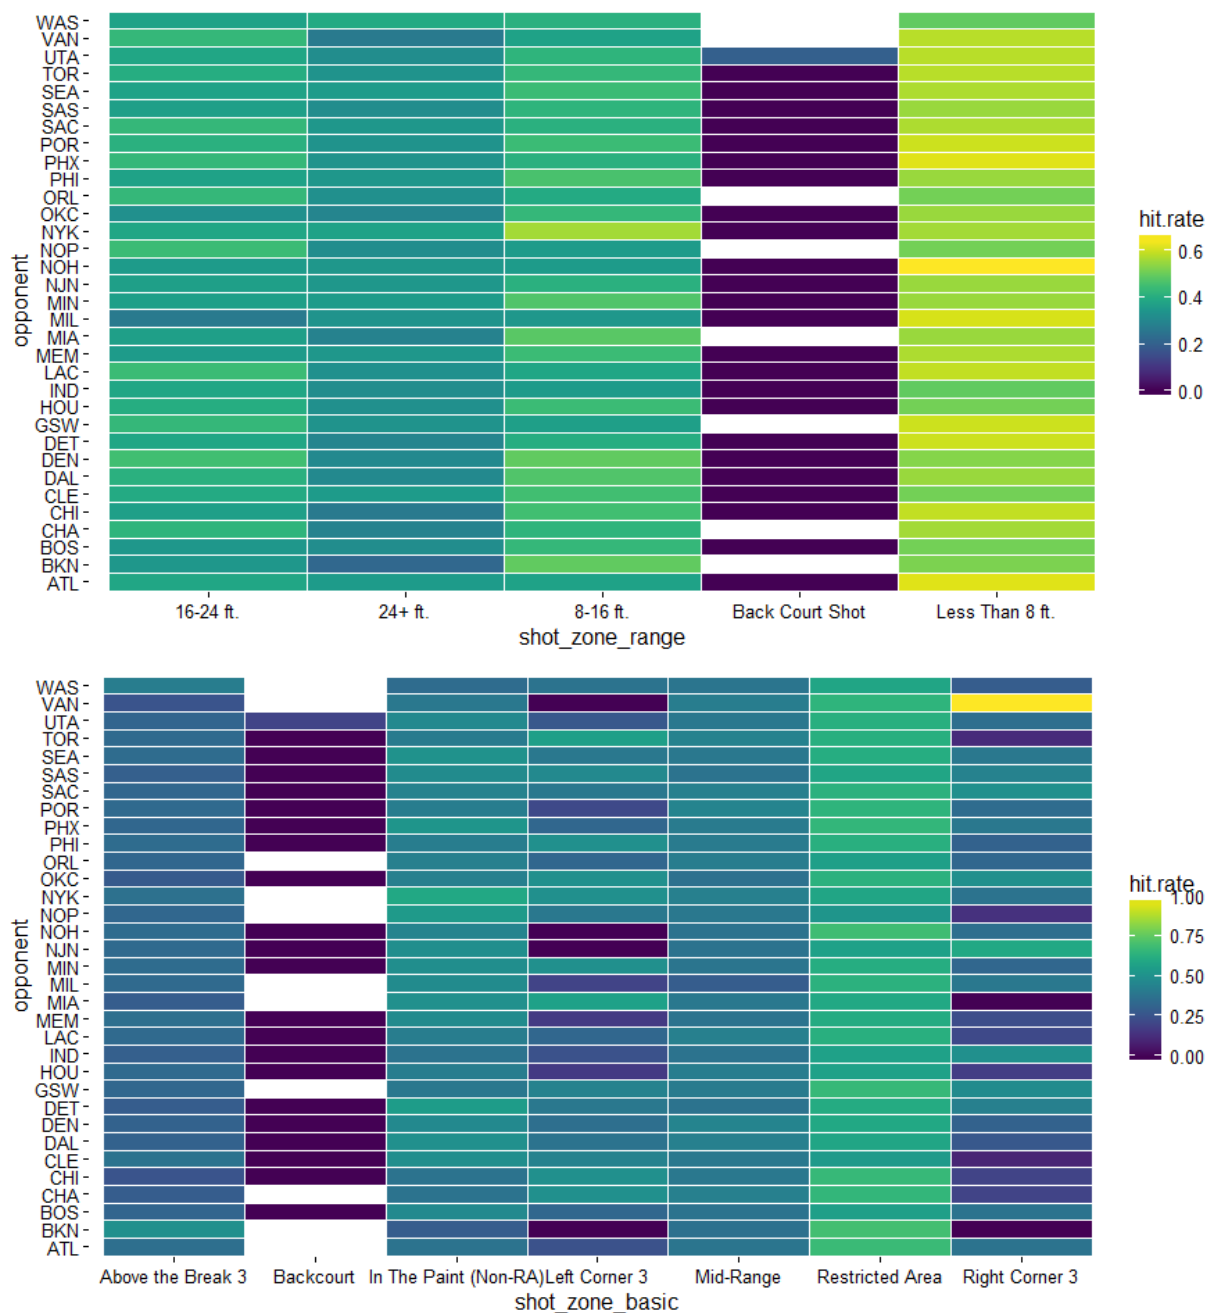 WAS
VAN
UTA
TOR
SEA
SAS
SAC
POR
PHX
PHI
ORL
OKC
NYK
NOP
NOH
NJN
MIN
MIL
MIA
MEM
LAC
IND
HOU
GSW
DET
DEN
DAL
CLE
CHI
CHA
BOS
BKN
ATL
opponent
16-24 ft.
24+ ft.
8-16 ft.
Back Court Shot
Less Than 8 ft.
shot_zone_range
hit.rate
0.6
0.4
0.2
0.0
WAS
VAN
UTA
TOR
SEA
SAS
SAC
POR
PHX
PHI
ORL
OKC
NYK
NOP
NOH
NJN
MIN
MIL
MIA
MEM
LAC
IND
HOU
GSW
DET
DEN
DAL
CLE
CHI
CHA
BOS
BKN
ATL
opponent
Above the Break 3
Backcourt
In The Paint (Non-RA)
Left Corner 3
Mid-Range
Restricted Area
Right Corner 3
shot_zone_basic
hit.rate
1.00
0.75
0.50
0.25
0.00